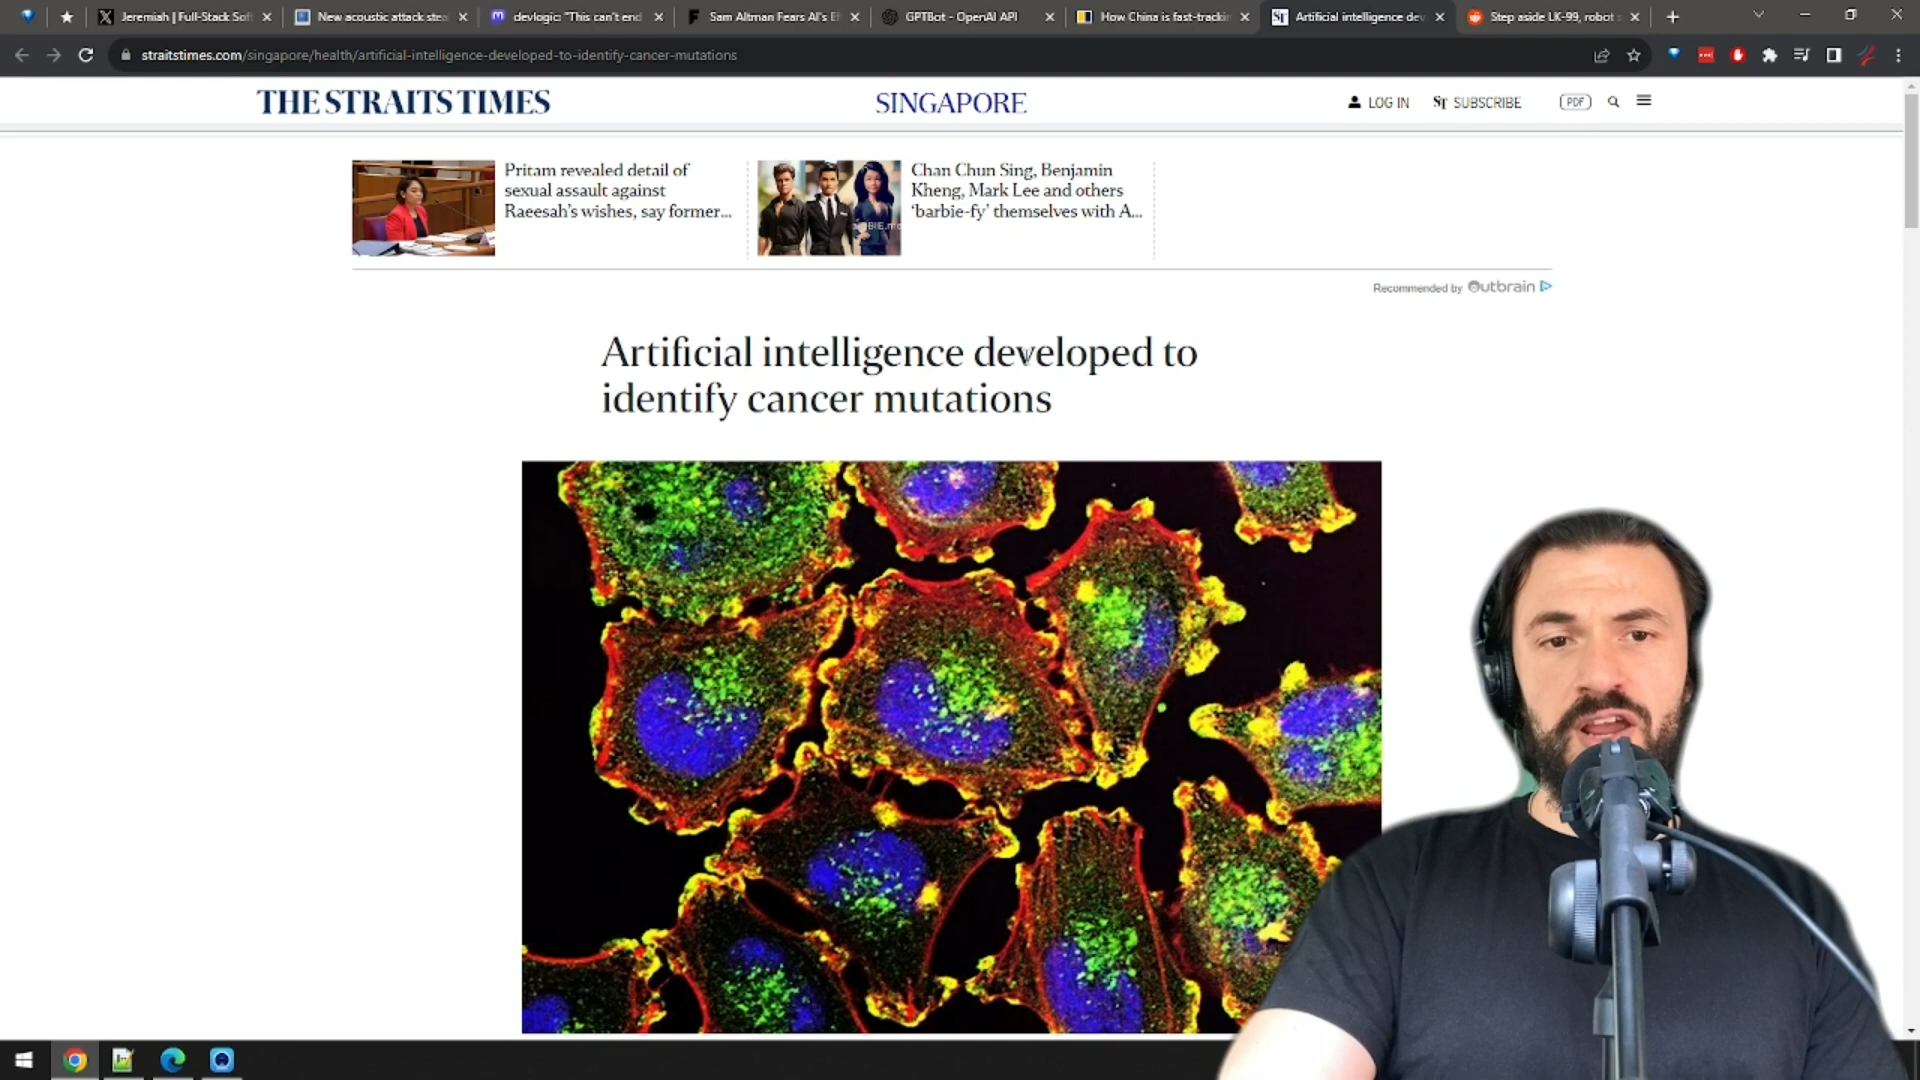 Jeremiah | Full-Stack Sof
New acoustic attack stea
devlogic: "This can't end
Sam Altman Fears AI's Ef
GPTBot - OpenAI API
How China is fast-trackin
Artificial intelligence dev
Step aside LK-99, robot s
straitstimes.com/singapore/health/artificial-intelligence-developed-to-identify-cancer-mutations
THE STRAITS TIMES
SINGAPORE
LOG IN
ST SUBSCRIBE
PDF
Pritam revealed detail of
sexual assault against
Raeesah's wishes, say former...
Chan Chun Sing, Benjamin
Kheng, Mark Lee and others
'barbie-fy' themselves with A...
Recommended by Outbrain
Artificial intelligence developed to
identify cancer mutations